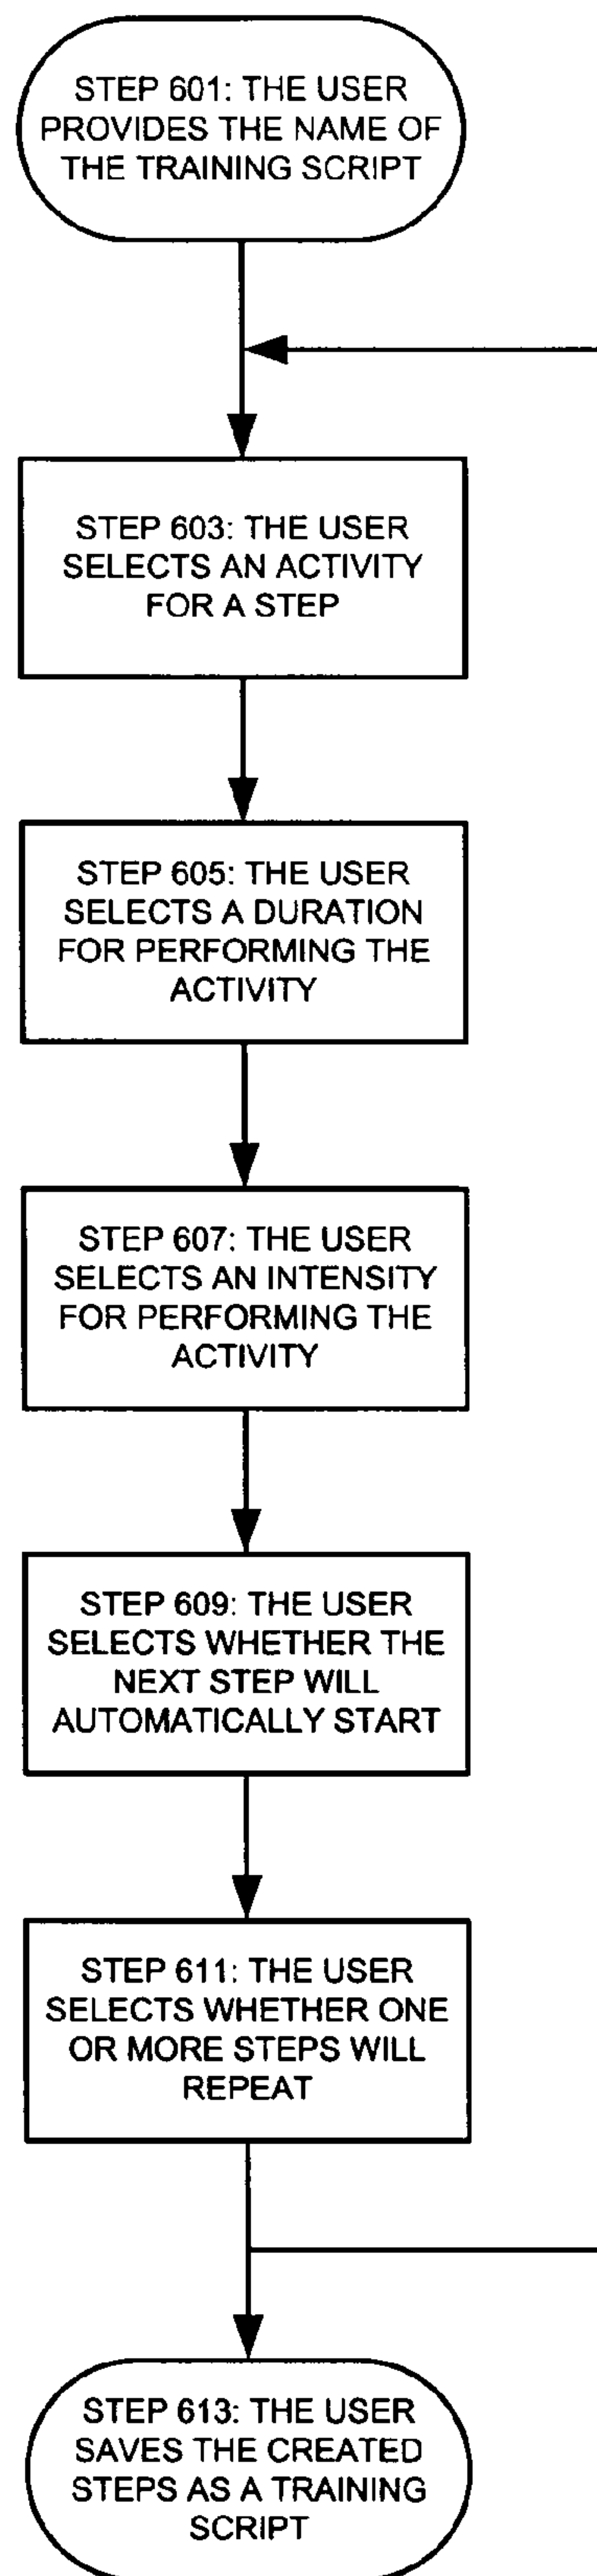 STEP 601: THE USER
PROVIDES THE NAME OF
THE TRAINING SCRIPT
STEP 603: THE USER
SELECTS AN ACTIVITY
FOR A STEP
STEP 605: THE USER
SELECTS A DURATION
FOR PERFORMING THE
ACTIVITY
STEP 607: THE USER
SELECTS AN INTENSITY
FOR PERFORMING THE
ACTIVITY
STEP 609: THE USER
SELECTS WHETHER THE
NEXT STEP WILL
AUTOMATICALLY START
STEP 611: THE USER
SELECTS WHETHER ONE
OR MORE STEPS WILL
REPEAT
STEP 613: THE USER
SAVES THE CREATED
STEPS AS A TRAINING
SCRIPT